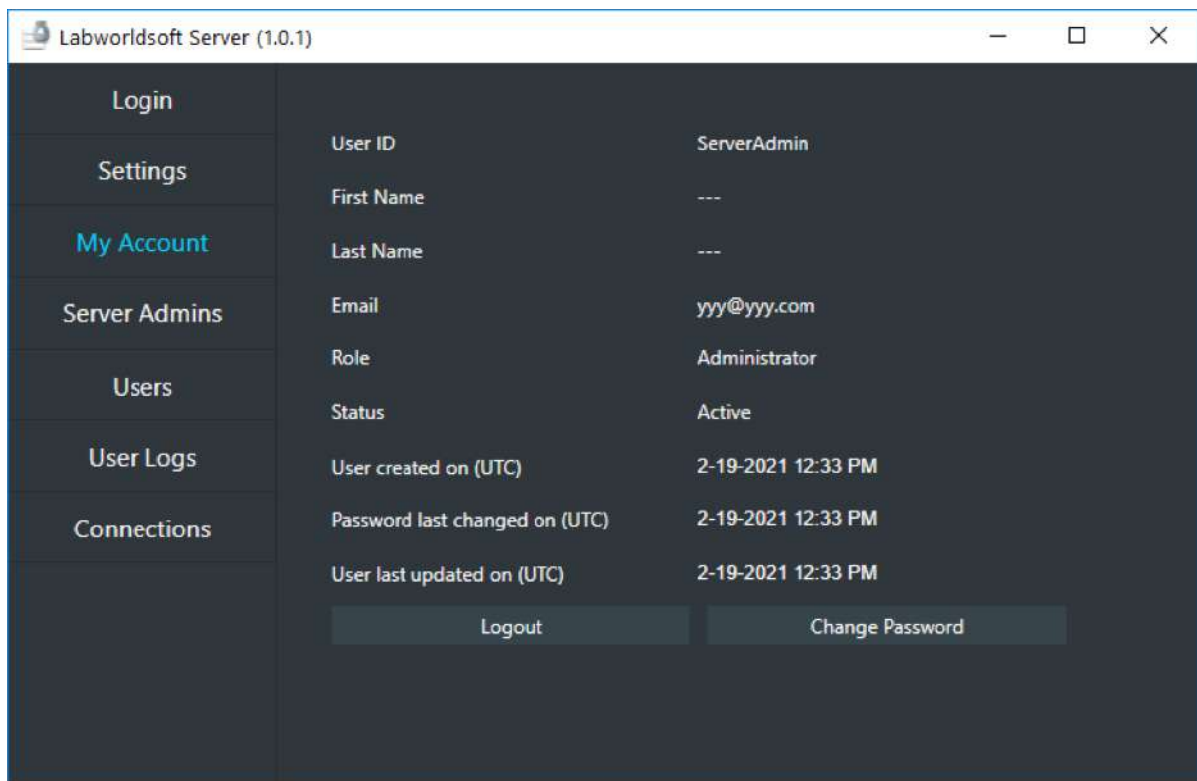 Labworldsoft Server (1.0.1)
Login
Settings
My Account
Server Admins
Users
User Logs
Connections
User ID ServerAdmin
First Name ---
Last Name ---
Email yyy@yyy.com
Role Administrator
Status Active
User created on (UTC) 2-19-2021 12:33 PM
Password last changed on (UTC) 2-19-2021 12:33 PM
User last updated on (UTC) 2-19-2021 12:33 PM
Logout Change Password